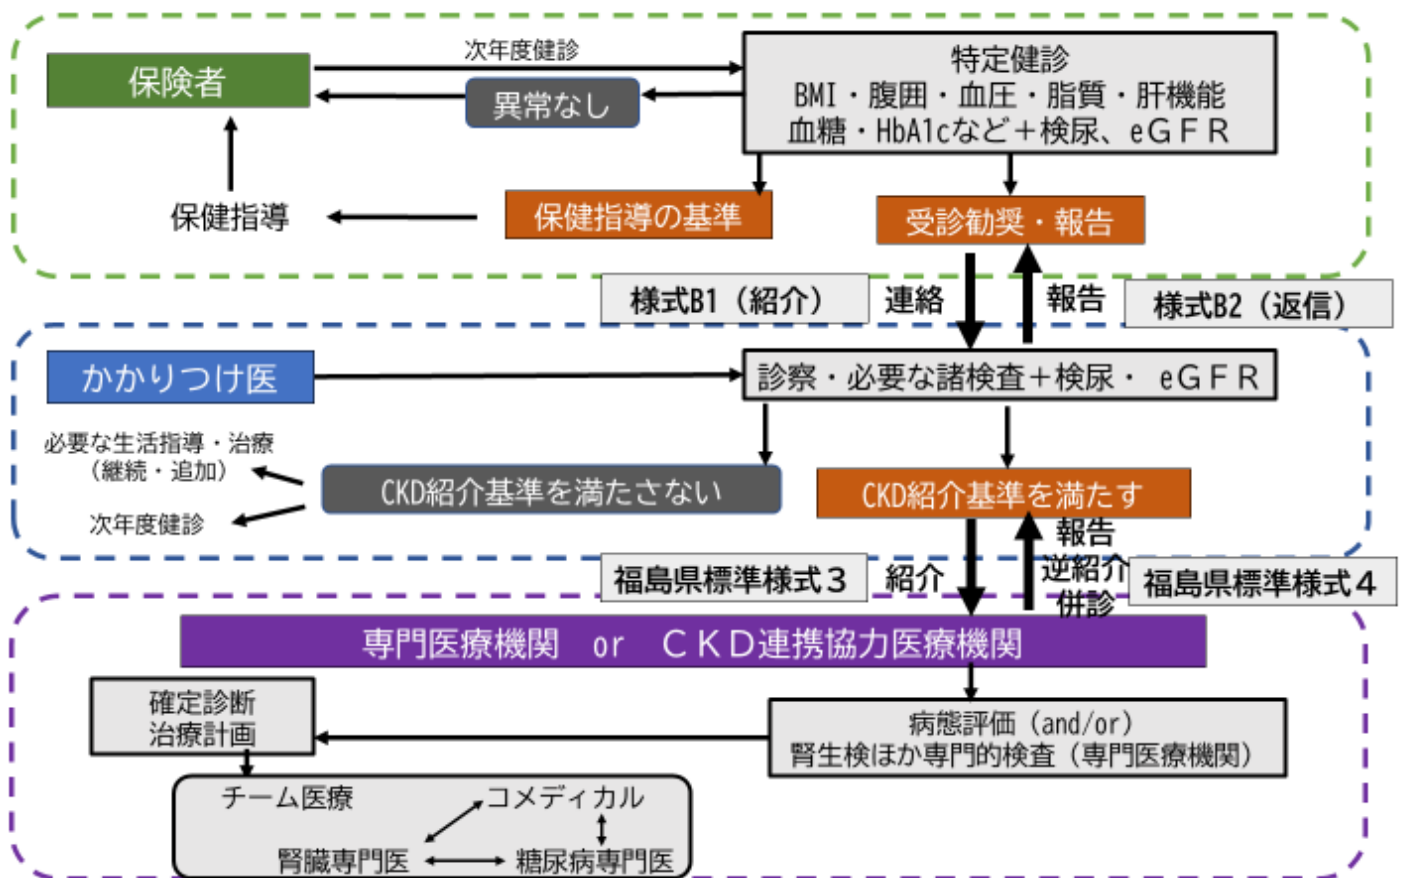 次年度健診
保険者
異常なし
特定健診
BMI・腹囲・血圧・脂質・肝機能
血糖・HbA1cなど＋検尿、eＧＦＲ
保健指導
保健指導の基準
受診勧奨・報告
様式B1（紹介）
連絡
報告
様式B2（返信）
かかりつけ医
診察・必要な諸検査＋検尿・ eＧＦＲ
必要な生活指導・治療
（継続・追加）
次年度健診
CKD紹介基準を満たさない
CKD紹介基準を満たす
福島県標準様式３
紹介
報告
逆紹介
併診
福島県標準様式４
専門医療機関　or　ＣＫＤ連携協力医療機関
確定診断
治療計画
病態評価（and/or）
腎生検ほか専門的検査（専門医療機関）
チーム医療
コメディカル
腎臓専門医
糖尿病専門医